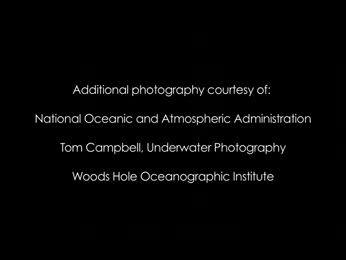 Additional photography courtesy of:
National Oceanic and Atmospheric Administration
Tom Campbell, Underwater Photography
Woods Hole Oceanographic Institute